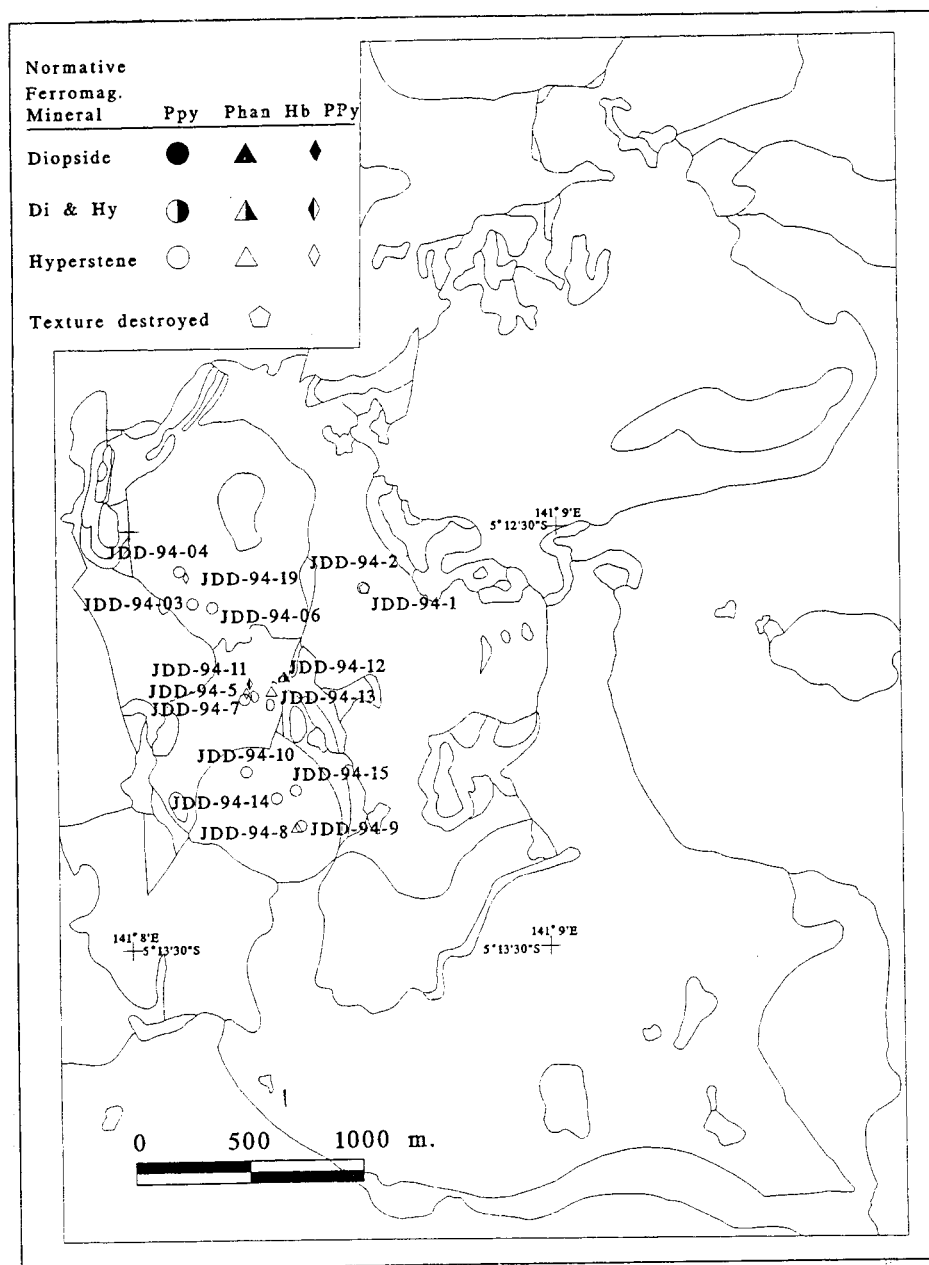 Normative
Ferromag.
Mineral Ppy Phan Hb PPy
Diopside
Di & Hy
Hyperstene
Texture destroyed
141° 9'E
5° 12'30"S
JDD-94-04
JDD-94-19
JDD-94-2
JDD-94-03
JDD-94-06
JDD-94-1
JDD-94-11
JDD-94-12
JDD-94-5
JDD-94-13
JDD-94-7
JDD-94-10
JDD-94-15
JDD-94-14
JDD-94-8
JDD-94-9
141° 8'E
5° 13'30"S
141° 9'E
5° 13'30"S
0 500 1000 m.